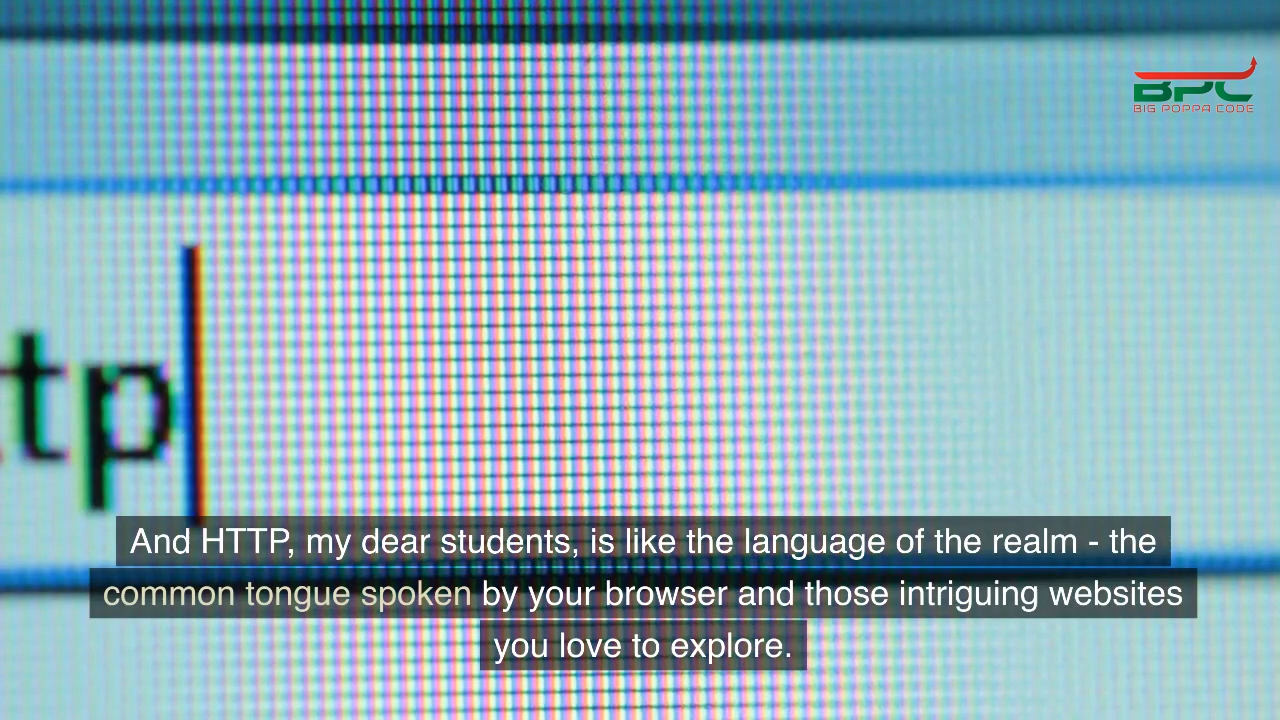 BPC
BIG POPPA CODE
tp
And HTTP, my dear students, is like the language of the realm - the
common tongue spoken by your browser and those intriguing websites
you love to explore.